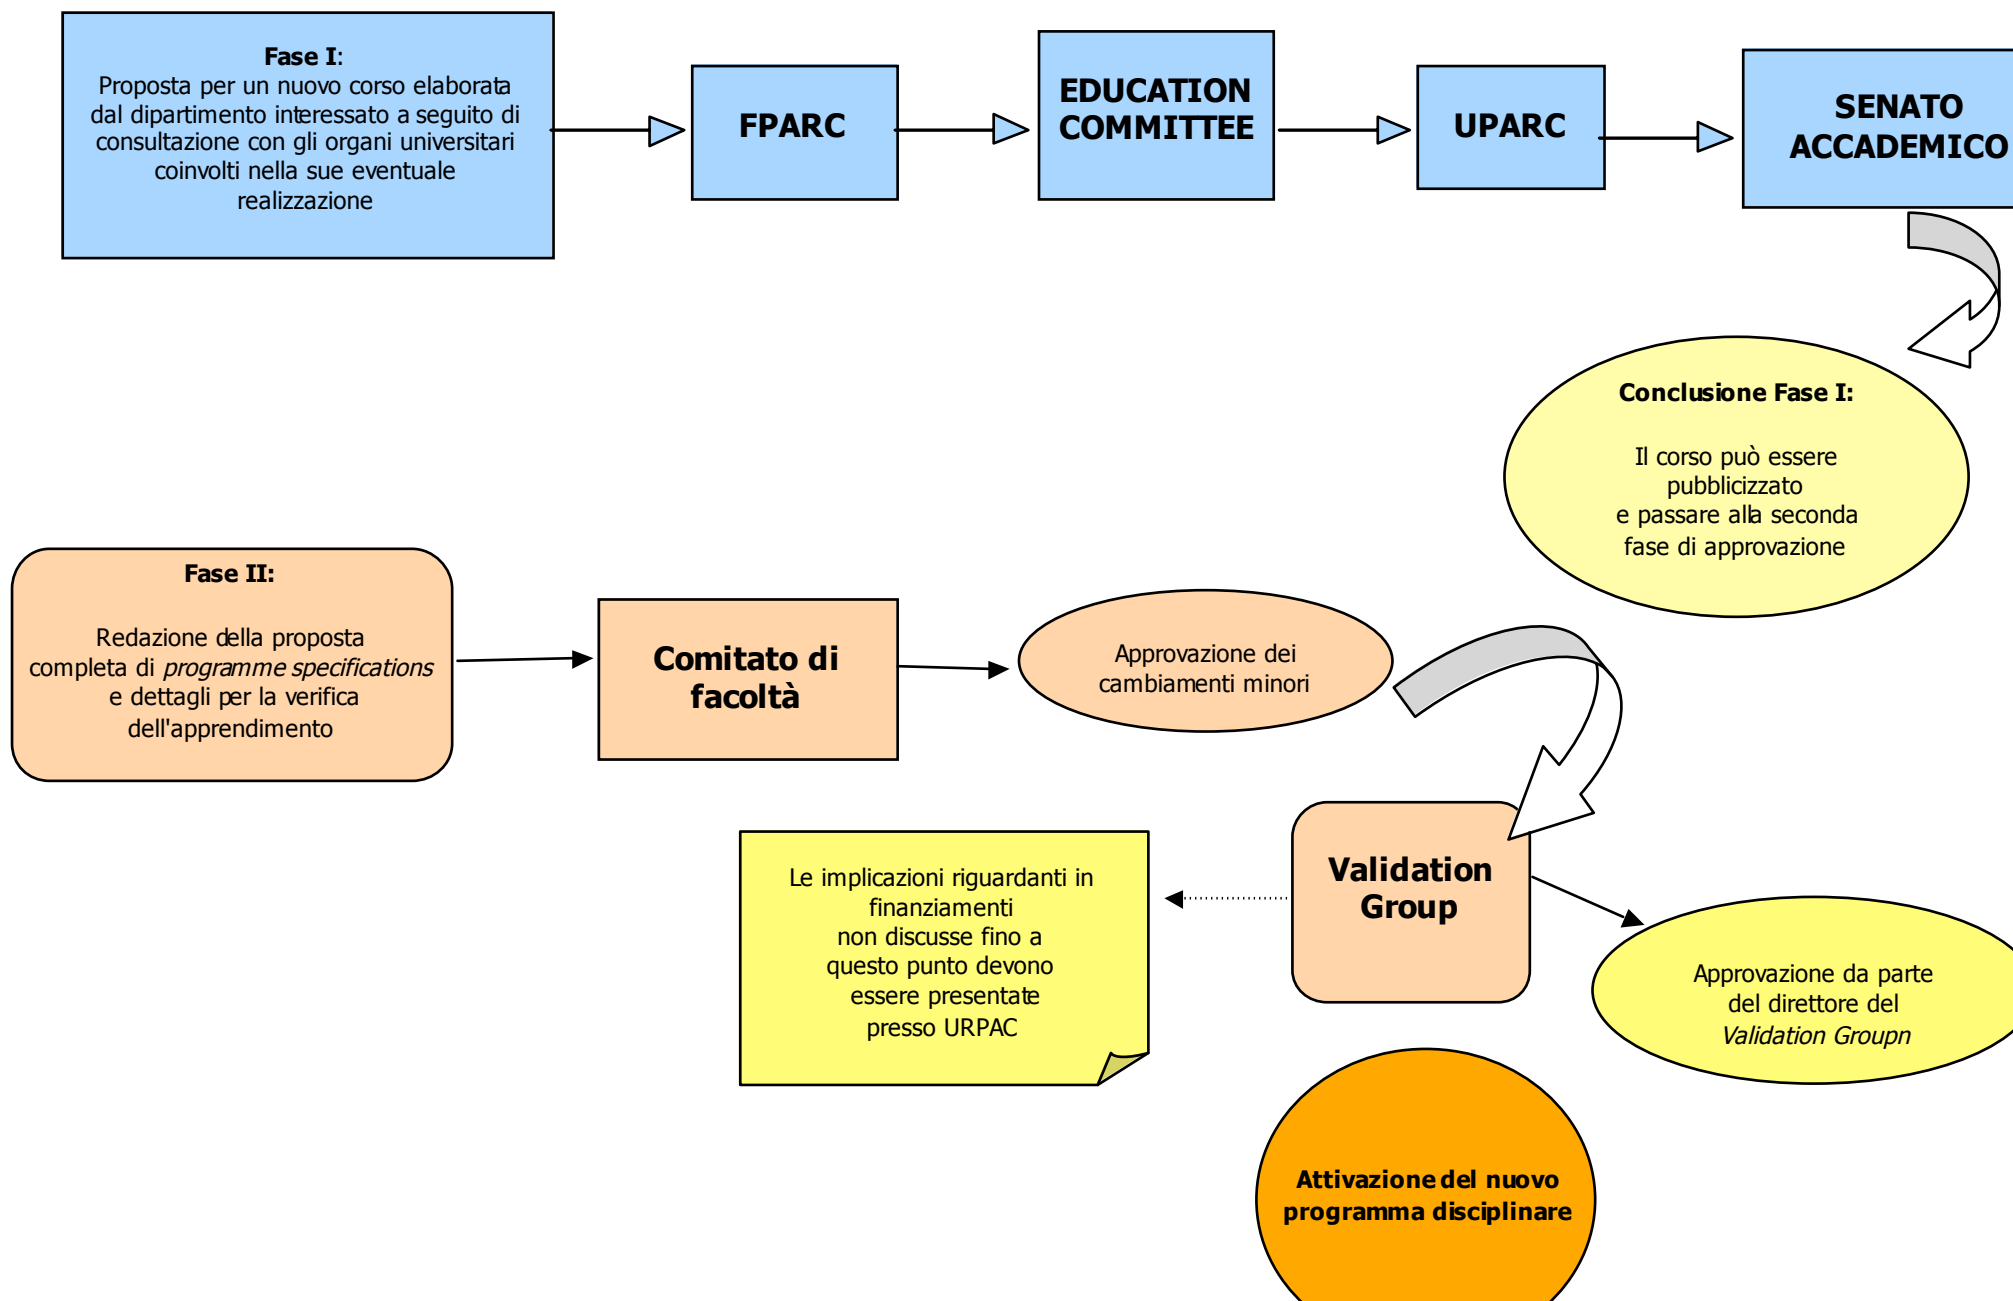 Fase I:
Proposta per un nuovo corso elaborata
dal dipartimento interessato a seguito di
consultazione con gli organi universitari
coinvolti nella sue eventuale
realizzazione
FPARC
EDUCATION
COMMITTEE
UPARC
SENATO
ACCADEMICO
Conclusione Fase I:
Il corso può essere
pubblicizzato
e passare alla seconda
fase di approvazione
Fase II:
Redazione della proposta
completa di programme specifications
e dettagli per la verifica
dell'apprendimento
Comitato di
facoltà
Approvazione dei
cambiamenti minori
Validation
Group
Le implicazioni riguardanti in
finanziamenti
non discusse fino a
questo punto devono
essere presentate
presso URPAC
Approvazione da parte
del direttore del
Validation Groupn
Attivazione del nuovo
programma disciplinare